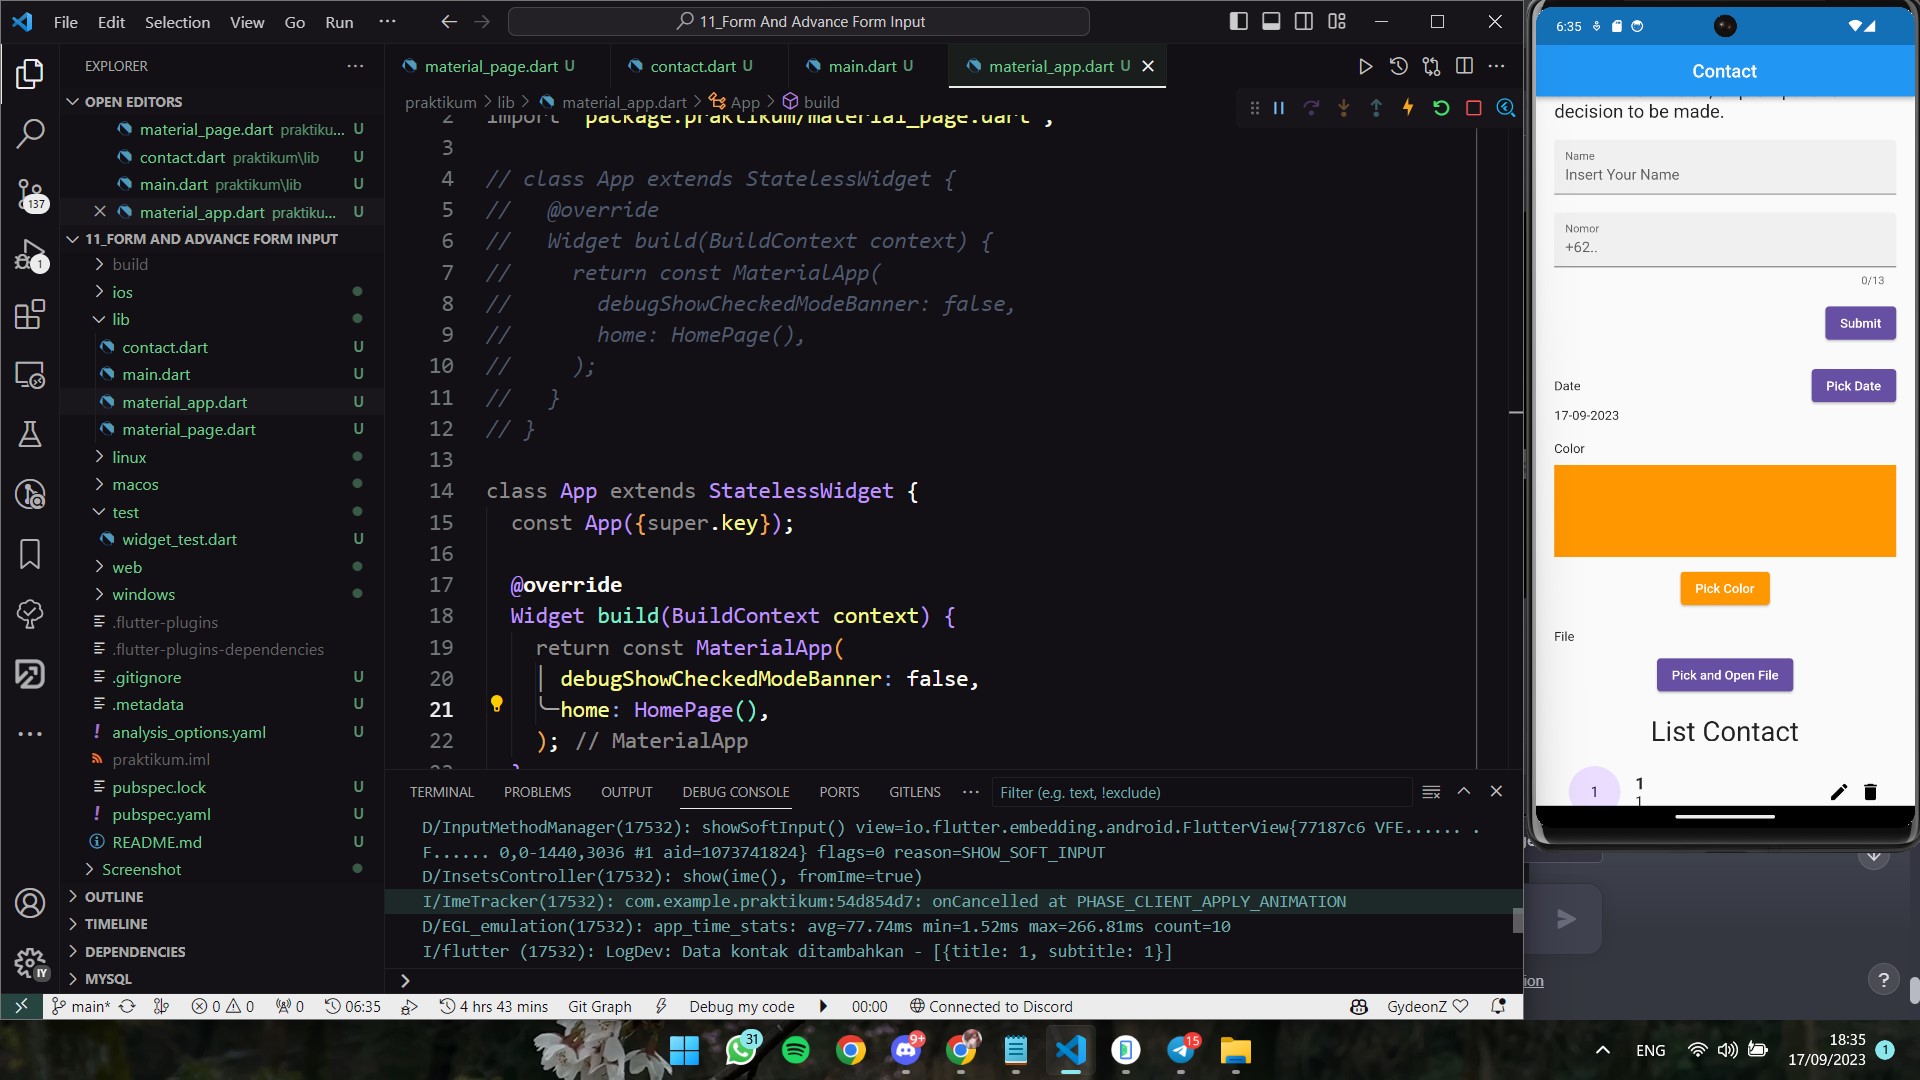 File Edit Selection View Go Run ··· 11_Form And Advance Form Input
EXPLORER
OPEN EDITORS
material_page.dart praktiku... U
contact.dart praktikum\lib U
main.dart praktikum\lib U
material_app.dart praktiku... U
11_FORM AND ADVANCE FORM INPUT
build
ios
lib
contact.dart U
main.dart U
material_app.dart U
material_page.dart U
linux
macos
test
widget_test.dart U
web
windows
.flutter-plugins
.flutter-plugins-dependencies
.gitignore U
.metadata U
! analysis_options.yaml U
praktikum.iml
pubspec.lock U
! pubspec.yaml U
README.md U
Screenshot
OUTLINE
TIMELINE
DEPENDENCIES
MYSQL
137
1
IY
material_page.dart U contact.dart U main.dart U material_app.dart U
praktikum > lib > material_app.dart > App > build
2 import 'package:praktikum/material_page.dart';
3
4 // class App extends StatelessWidget {
5 //   @override
6 //   Widget build(BuildContext context) {
7 //     return const MaterialApp(
8 //       debugShowCheckedModeBanner: false,
9 //       home: HomePage(),
10 //     );
11 //   }
12 // }
13
14 class App extends StatelessWidget {
15   const App({super.key});
16
17   @override
18   Widget build(BuildContext context) {
19     return const MaterialApp(
20       debugShowCheckedModeBanner: false,
21       home: HomePage(),
22     ); // MaterialApp
TERMINAL PROBLEMS OUTPUT DEBUG CONSOLE PORTS GITLENS ··· Filter (e.g. text, !exclude)
D/InputMethodManager(17532): showSoftInput() view=io.flutter.embedding.android.FlutterView{77187c6 VFE...... .
F...... 0,0-1440,3036 #1 aid=1073741824} flags=0 reason=SHOW_SOFT_INPUT
D/InsetsController(17532): show(ime(), fromIme=true)
I/ImeTracker(17532): com.example.praktikum:54d854d7: onCancelled at PHASE_CLIENT_APPLY_ANIMATION
D/EGL_emulation(17532): app_time_stats: avg=77.74ms min=1.52ms max=266.81ms count=10
I/flutter (17532): LogDev: Data kontak ditambahkan - [{title: 1, subtitle: 1}]
main* 0 0 0 06:35 4 hrs 43 mins Git Graph Debug my code 00:00 Connected to Discord GydeonZ
6:35
Contact
decision to be made.
Name
Insert Your Name
Nomor
+62..
0/13
Submit
Date Pick Date
17-09-2023
Color
Pick Color
File
Pick and Open File
List Contact
1 1
1
ion
?
31 9+ 15
ENG 18:35
17/09/2023 1